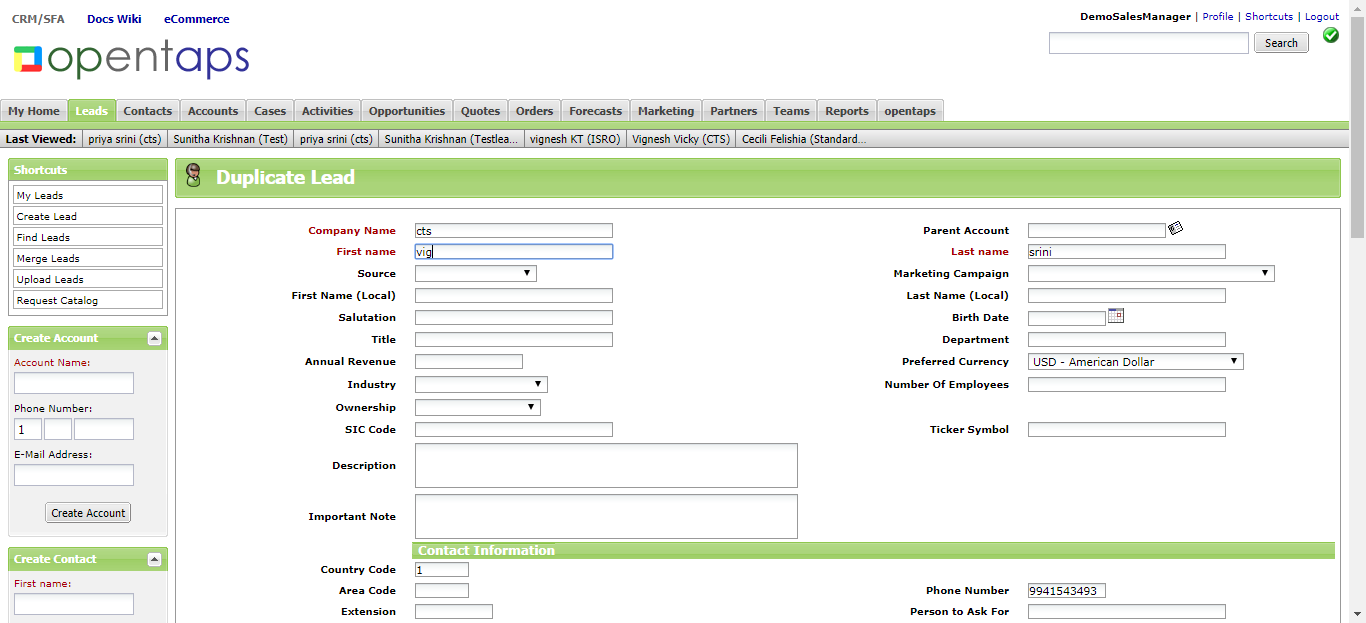 CRM/SFA Docs Wiki eCommerce
DemoSalesManager | Profile | Shortcuts | Logout
opentaps
Search
My Home Leads Contacts Accounts Cases Activities Opportunities Quotes Orders Forecasts Marketing Partners Teams Reports opentaps
Last Viewed: priya srini (cts) Sunitha Krishnan (Test) priya srini (cts) Sunitha Krishnan (Testlea... vignesh KT (ISRO) Vignesh Vicky (CTS) Cecili Felishia (Standard...
Shortcuts
My Leads
Create Lead
Find Leads
Merge Leads
Upload Leads
Request Catalog
Create Account
Account Name:
Phone Number:
1
E-Mail Address:
Create Account
Create Contact
First name:
Duplicate Lead
Company Name cts Parent Account
First name vig Last name srini
Source Marketing Campaign
First Name (Local) Last Name (Local)
Salutation Birth Date
Title Department
Annual Revenue Preferred Currency USD - American Dollar
Industry Number Of Employees
Ownership
SIC Code Ticker Symbol
Description
Important Note
Contact Information
Country Code 1
Area Code Phone Number 9941543493
Extension Person to Ask For